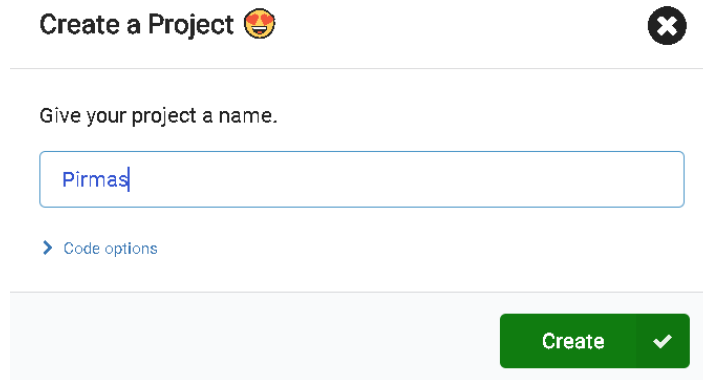 Create a Project 😍
Give your project a name.
Pirmas
Code options
Create